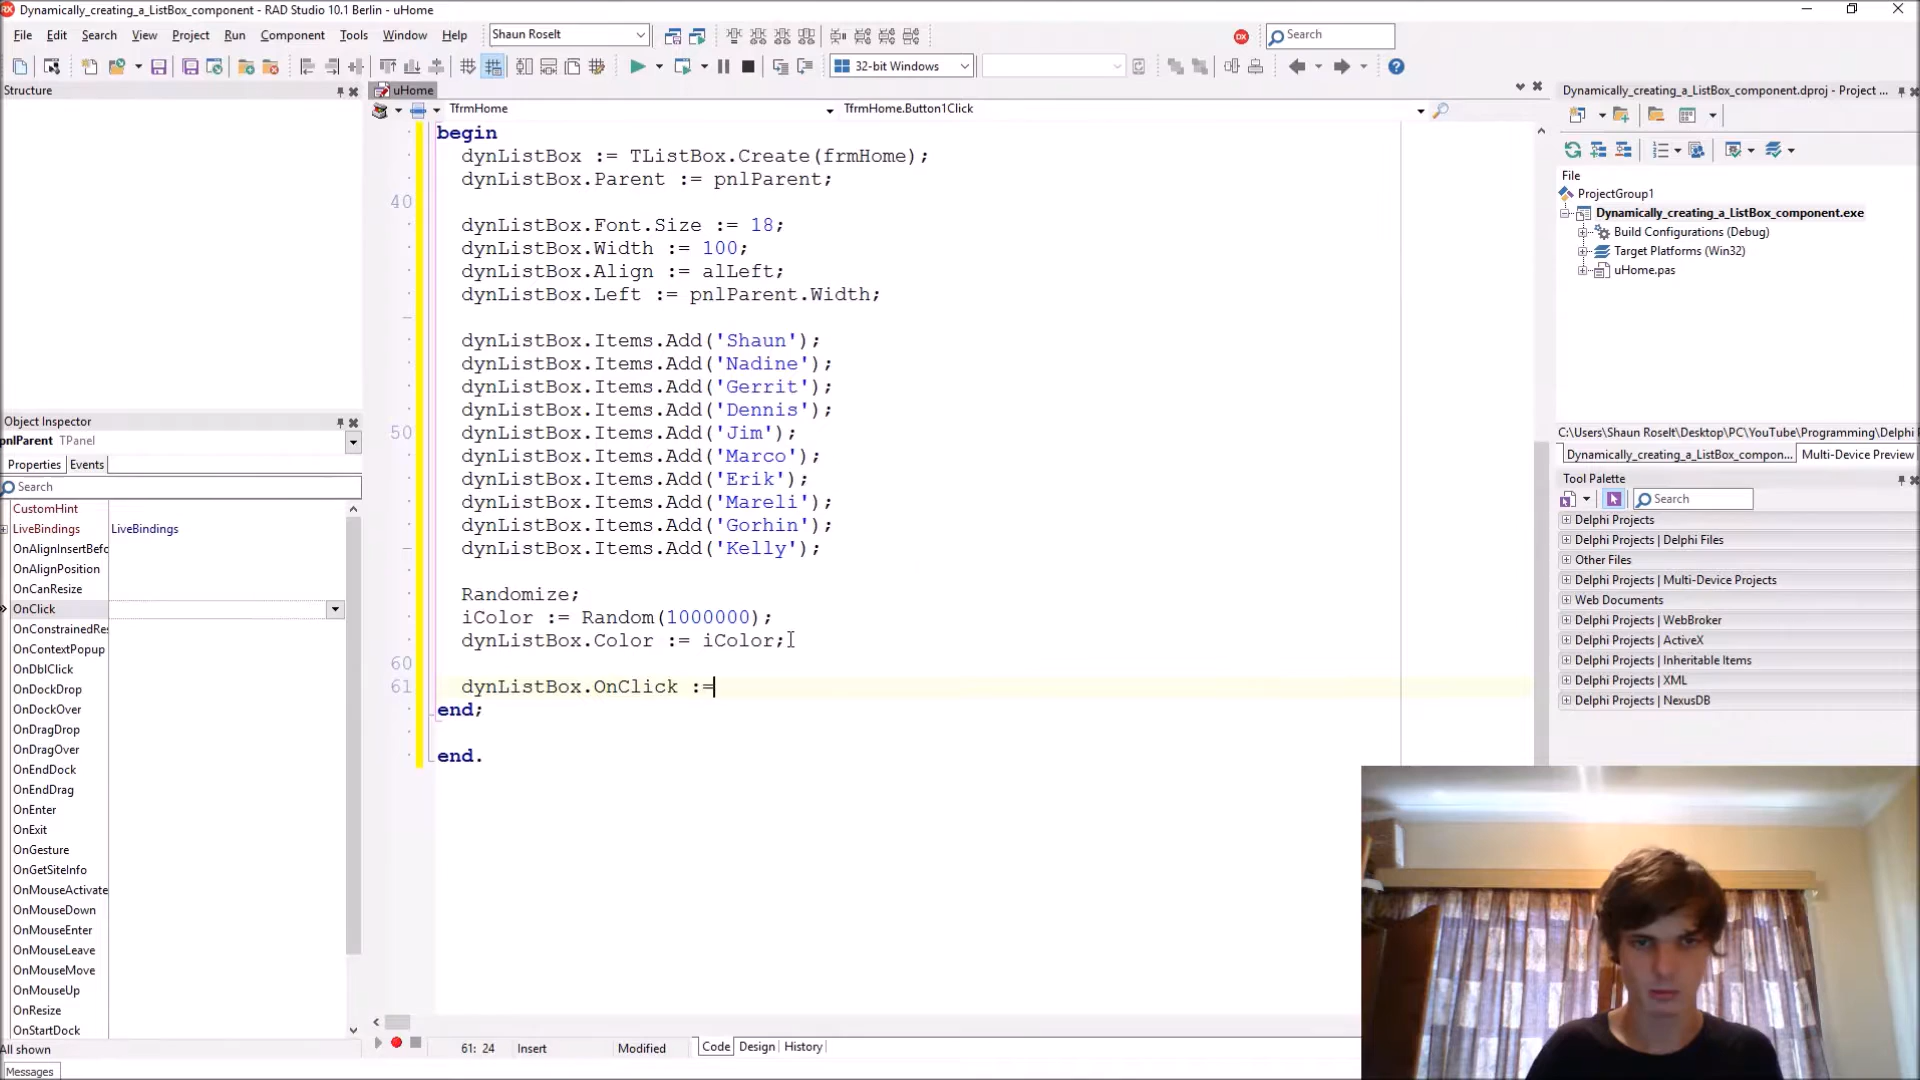 Dynamically_creating_a_ListBox_component - RAD Studio 10.1 Berlin - uHome
File Edit Search View Project Run Component Tools Window Help
Shaun Roselt
Search
32-bit Windows
Structure
uHome
TfrmHome
TfrmHome.Button1Click
begin
dynListBox := TListBox.Create(frmHome);
dynListBox.Parent := pnlParent;
40
dynListBox.Font.Size := 18;
dynListBox.Width := 100;
dynListBox.Align := alLeft;
dynListBox.Left := pnlParent.Width;
dynListBox.Items.Add('Shaun');
dynListBox.Items.Add('Nadine');
dynListBox.Items.Add('Gerrit');
dynListBox.Items.Add('Dennis');
50 dynListBox.Items.Add('Jim');
dynListBox.Items.Add('Marco');
dynListBox.Items.Add('Erik');
dynListBox.Items.Add('Mareli');
dynListBox.Items.Add('Gorhin');
dynListBox.Items.Add('Kelly');
Randomize;
iColor := Random(1000000);
dynListBox.Color := iColor;
60
61 dynListBox.OnClick :=
end;
end.
Object Inspector
pnlParent TPanel
Properties Events
Search
CustomHint
LiveBindings LiveBindings
OnAlignInsertBefo
OnAlignPosition
OnCanResize
OnClick
OnConstrainedRes
OnContextPopup
OnDblClick
OnDockDrop
OnDockOver
OnDragDrop
OnDragOver
OnEndDock
OnEndDrag
OnEnter
OnExit
OnGesture
OnGetSiteInfo
OnMouseActivate
OnMouseDown
OnMouseEnter
OnMouseLeave
OnMouseMove
OnMouseUp
OnResize
OnStartDock
All shown
Messages
61: 24 Insert Modified Code Design History
Dynamically_creating_a_ListBox_component.dproj - Project ...
File
ProjectGroup1
Dynamically_creating_a_ListBox_component.exe
Build Configurations (Debug)
Target Platforms (Win32)
uHome.pas
C:\Users\Shaun Roselt\Desktop\PC\YouTube\Programming\Delphi P
Dynamically_creating_a_ListBox_compon... Multi-Device Preview
Tool Palette
Search
Delphi Projects
Delphi Projects | Delphi Files
Other Files
Delphi Projects | Multi-Device Projects
Web Documents
Delphi Projects | WebBroker
Delphi Projects | ActiveX
Delphi Projects | Inheritable Items
Delphi Projects | XML
Delphi Projects | NexusDB